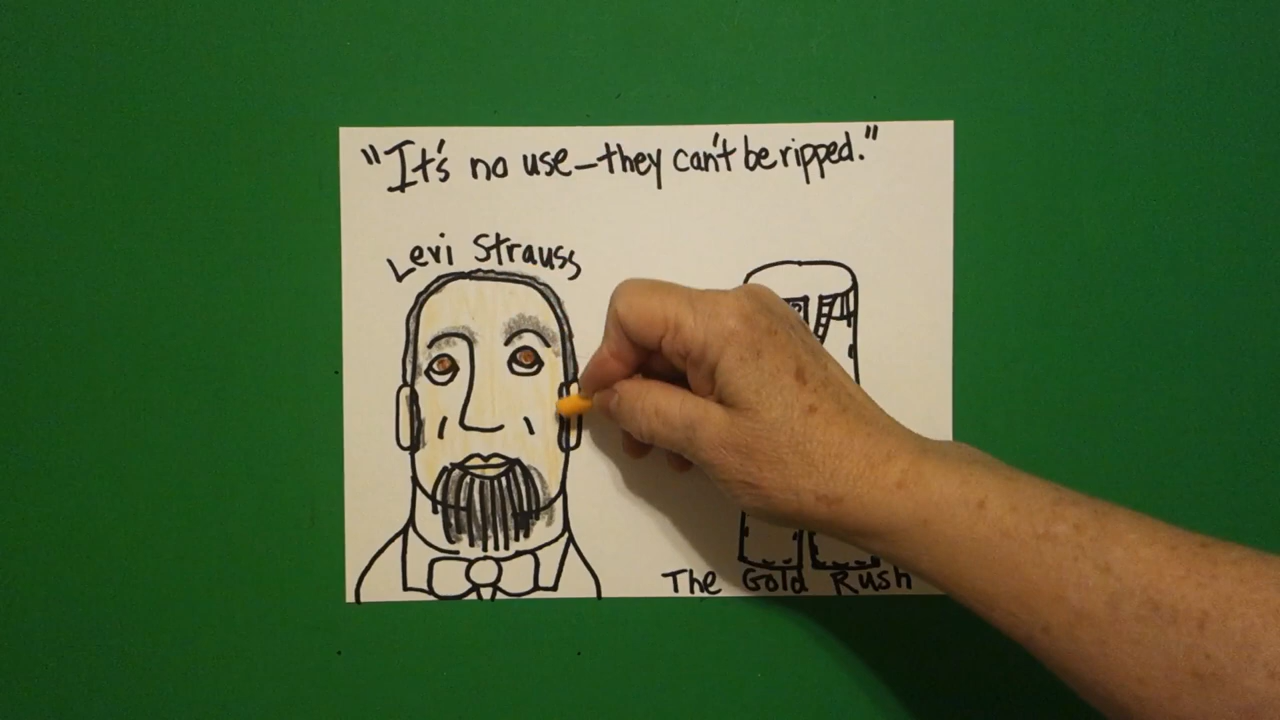 "It's no use—they can't be ripped."
Levi Strauss
The Gold Rush